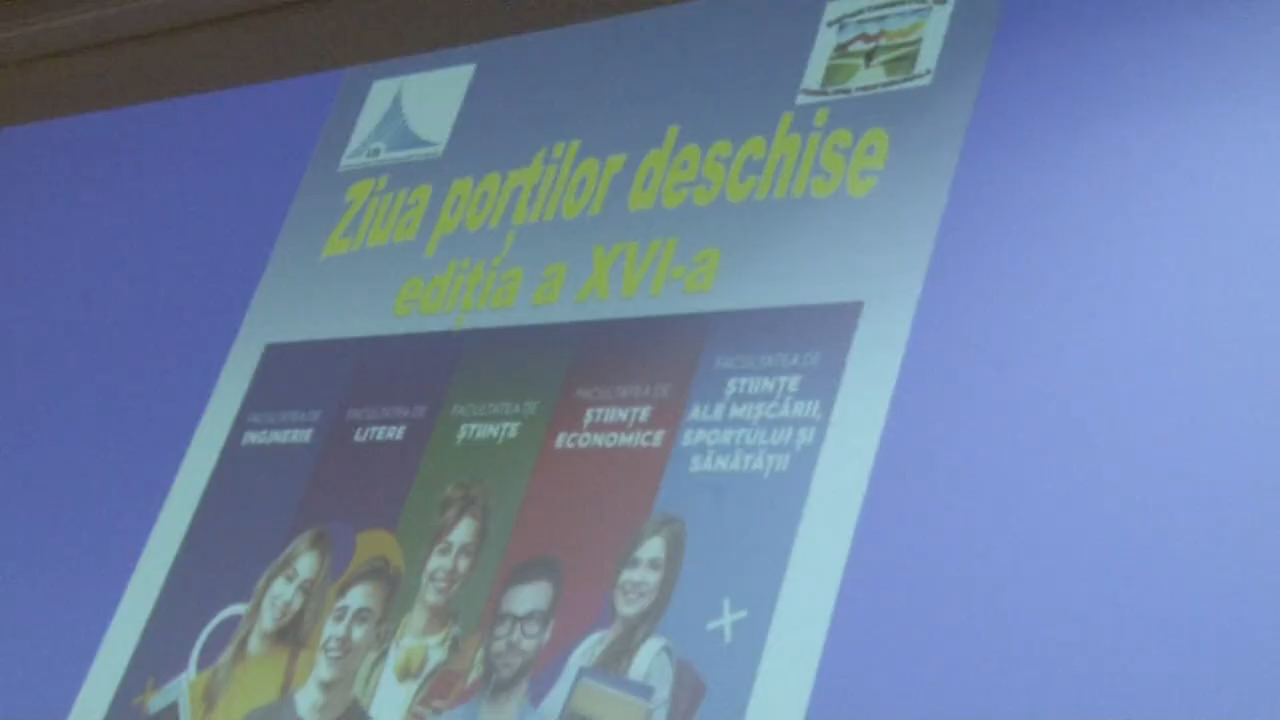 Ziua porților deschise
ediția a XVI-a
FACULTATEA DE
INGINERIE
FACULTATEA DE
LITERE
FACULTATEA DE
ȘTIINȚE
FACULTATEA DE
ȘTIINȚE
ECONOMICE
FACULTATEA DE
ȘTIINȚE
ALE MIȘCĂRII,
SPORTULUI ȘI
SĂNĂTĂȚII